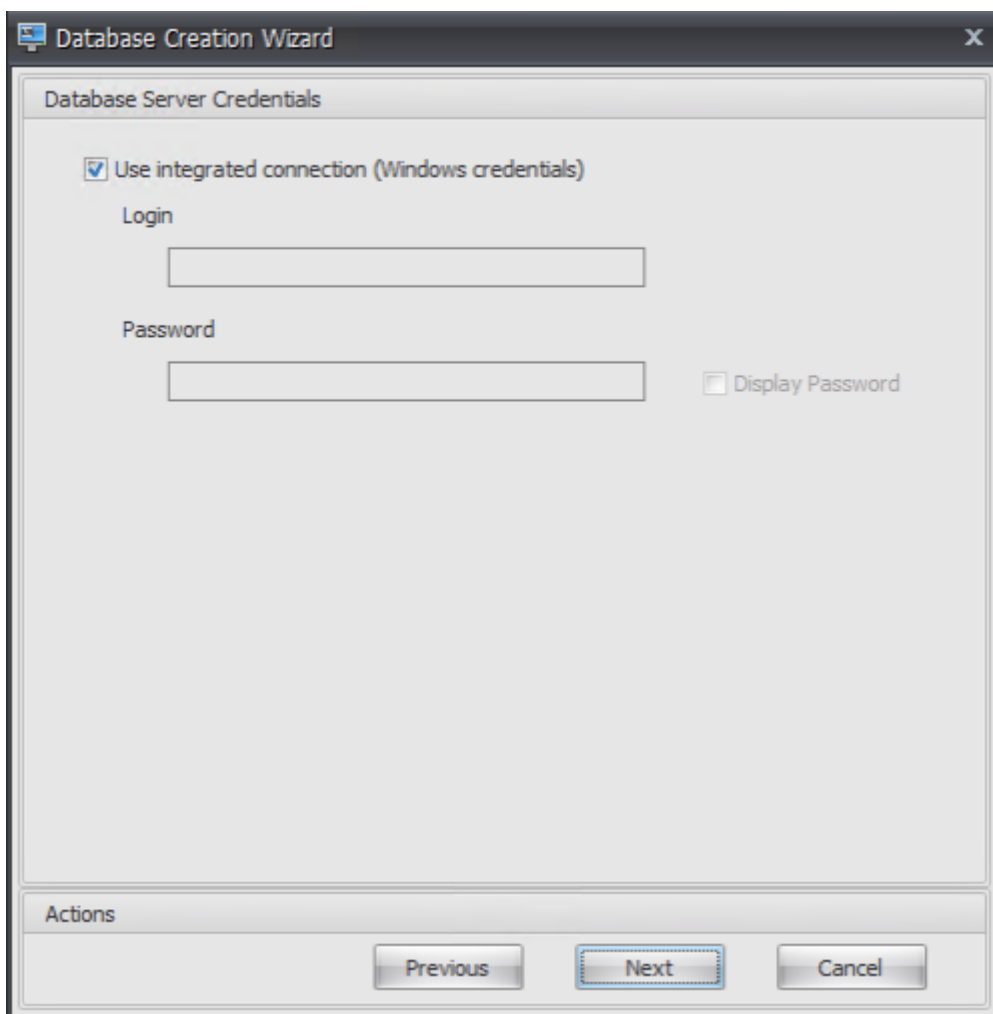 Database Creation Wizard
Database Server Credentials
Use integrated connection (Windows credentials)
Login
Password
Display Password
Actions
Previous Next Cancel